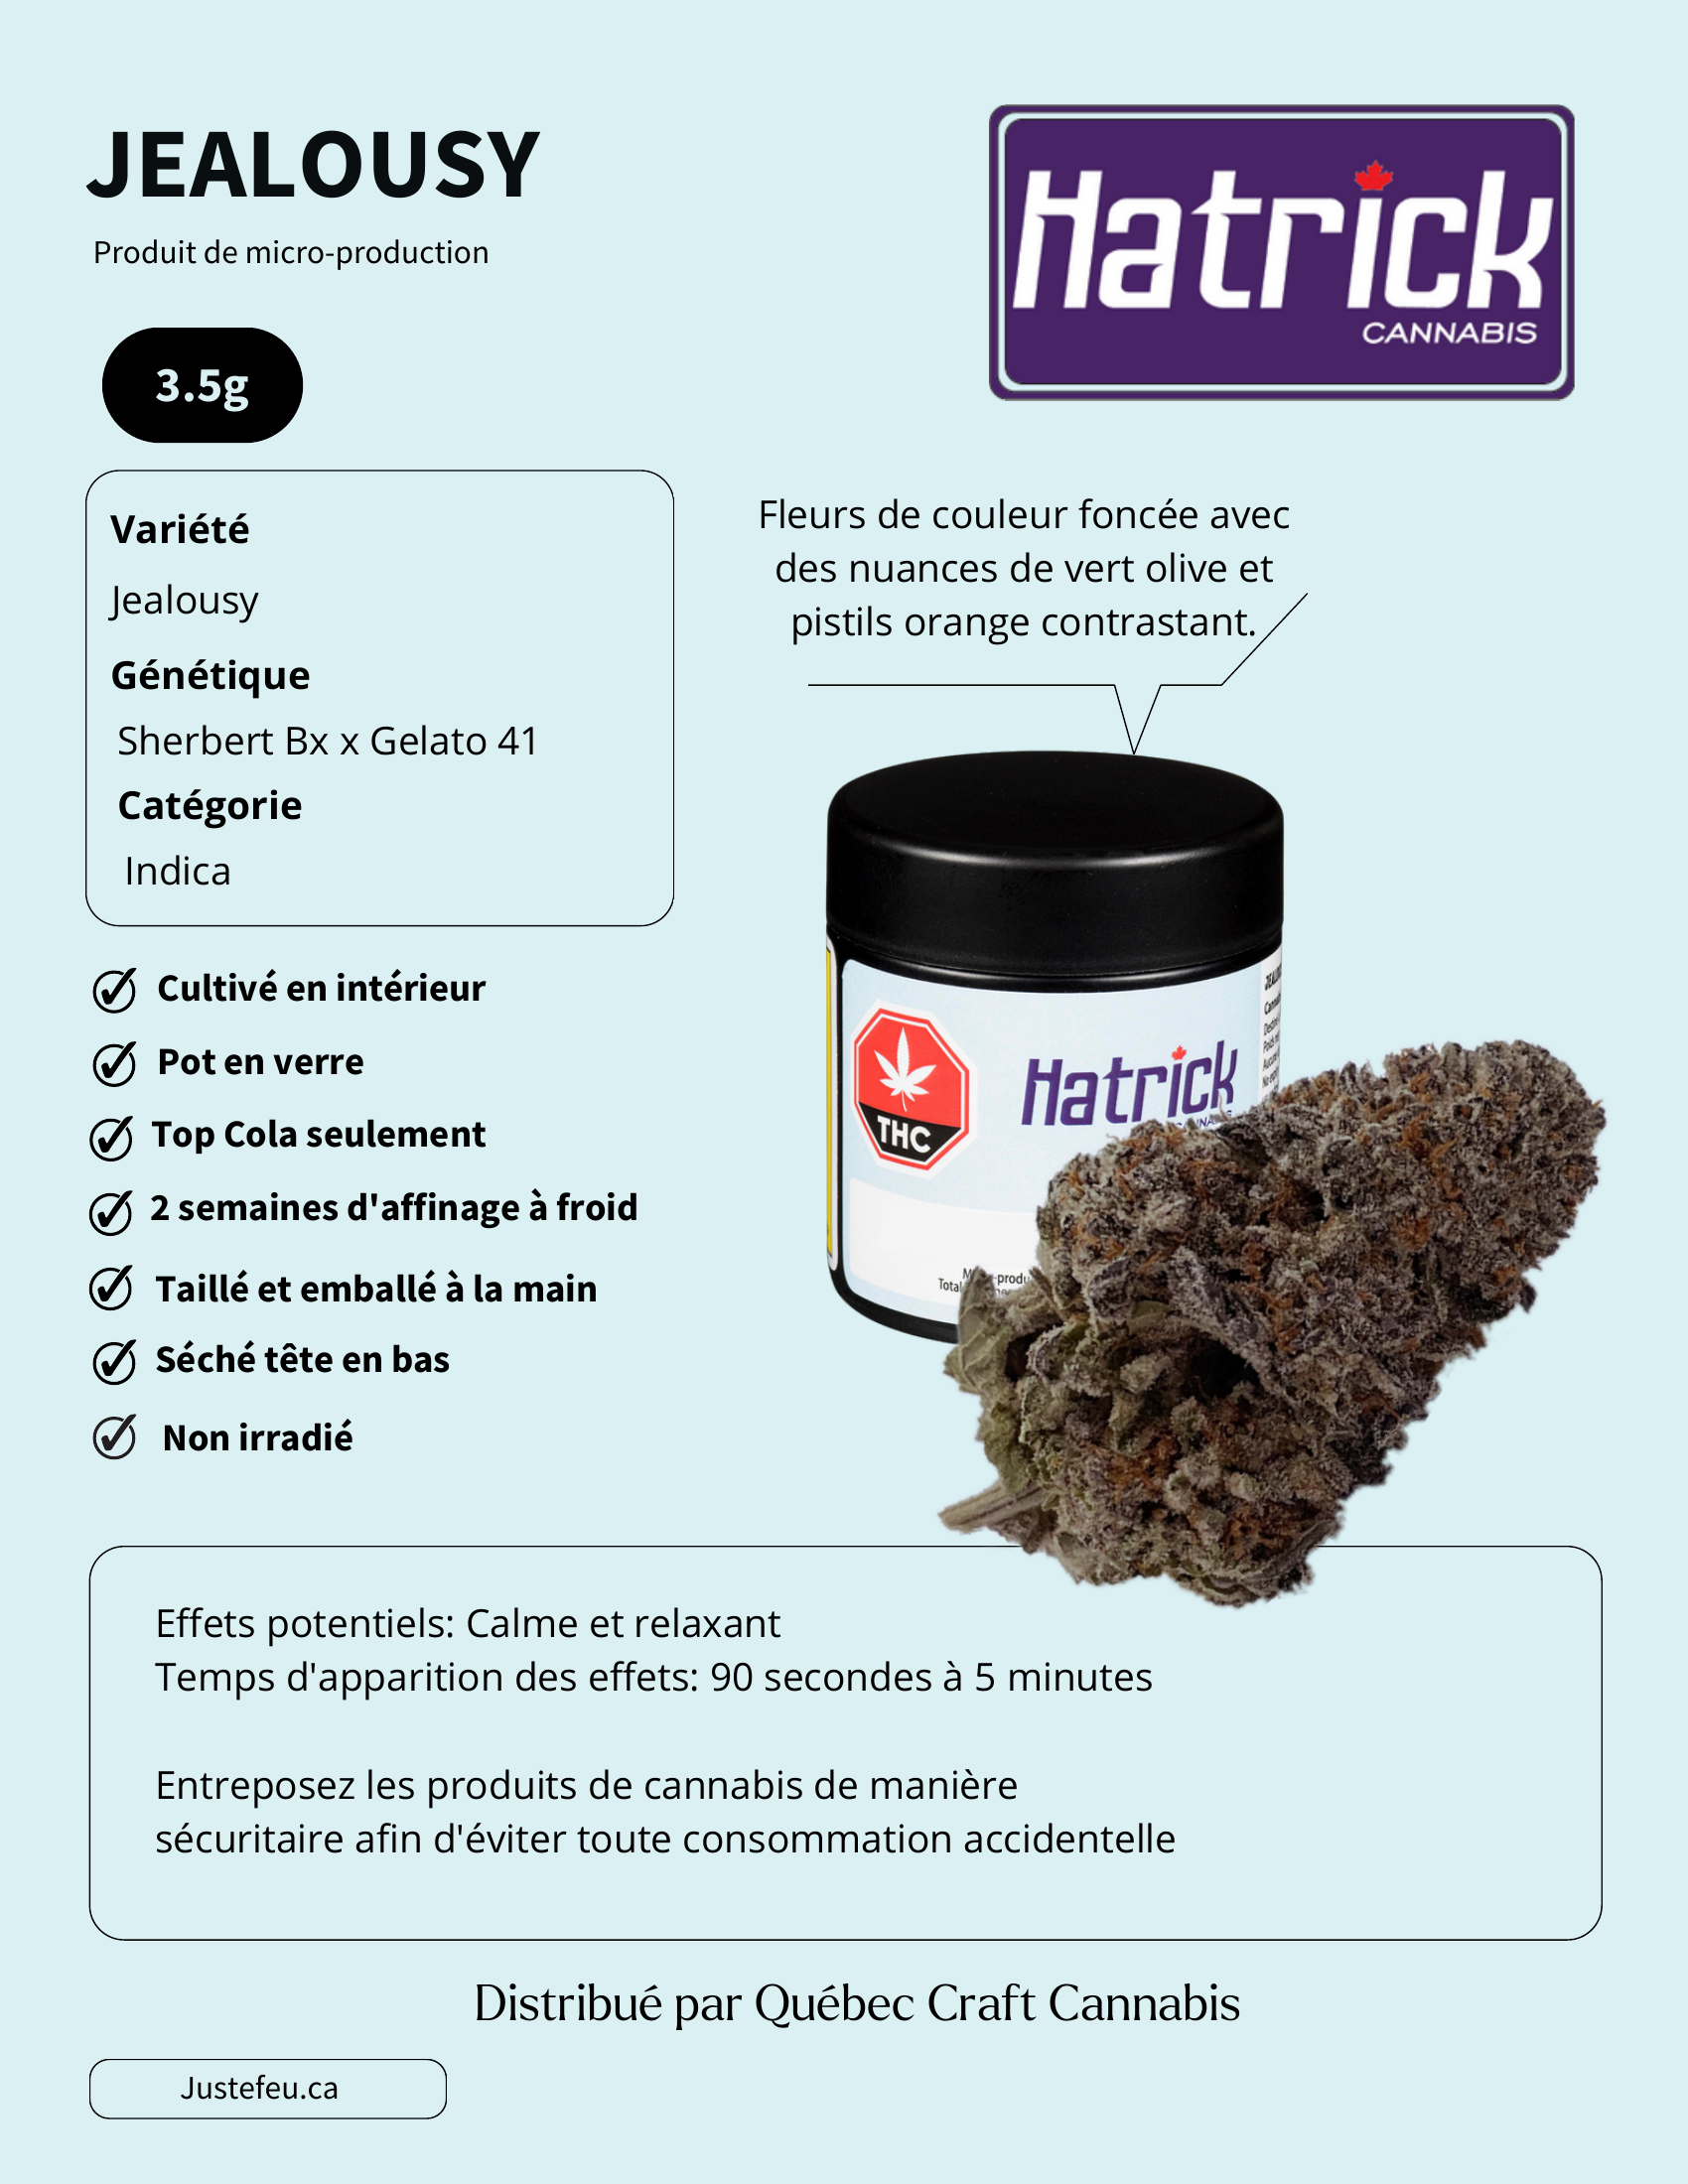 JEALOUSY
Produit de micro-production
Hatrick
CANNABIS
3.5g
Variété
Jealousy
Génétique
Sherbert Bx x Gelato 41
Catégorie
Indica
Fleurs de couleur foncée avec
des nuances de vert olive et
pistils orange contrastant.
Cultivé en intérieur
Pot en verre
Top Cola seulement
2 semaines d'affinage à froid
Taillé et emballé à la main
Séché tête en bas
Non irradié
THC
Hatrick
Effets potentiels: Calme et relaxant
Temps d'apparition des effets: 90 secondes à 5 minutes
Entreposez les produits de cannabis de manière
sécuritaire afin d'éviter toute consommation accidentelle
Distribué par Québec Craft Cannabis
Justefeu.ca